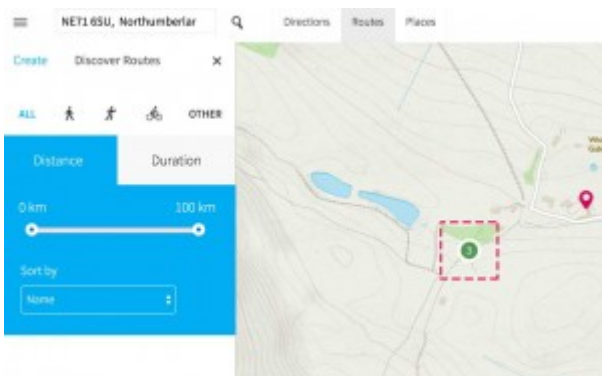 NE71 6SU, Northumberlar
Directions
Routes
Places
Create
Discover Routes
×
ALL
OTHER
Distance
Duration
0 km
100 km
Sort by
Name
3